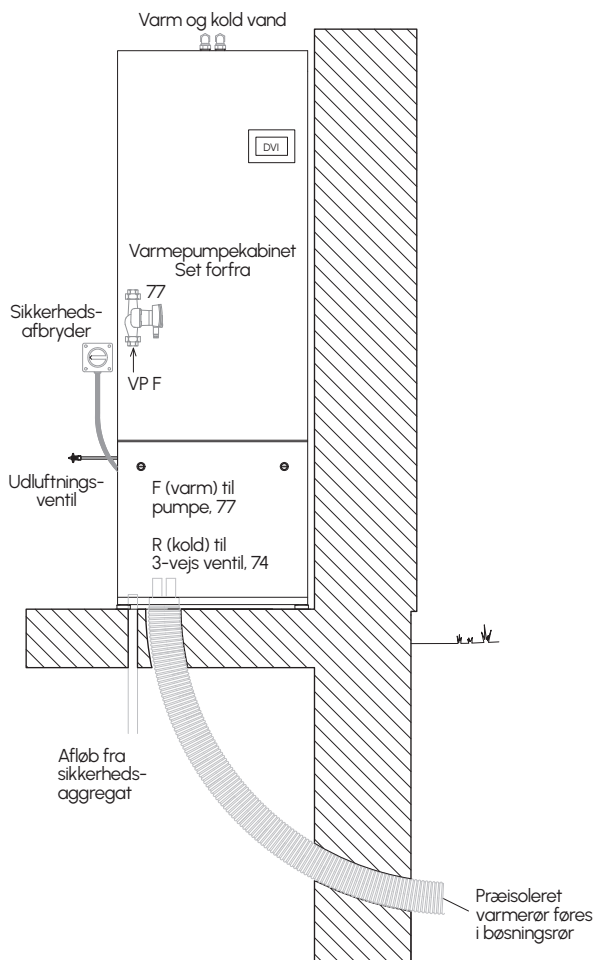 Varm og kold vand
DVI
Varmepumpekabinet
Set forfra
77
Sikkerheds-
afbryder
VP F
Udluftnings-
ventil
F (varm) til
pumpe, 77
R (kold) til
3-vejs ventil, 74
Afløb fra
sikkerheds-
aggregat
Præisoleret
varmerør føres
i bøsningsrør